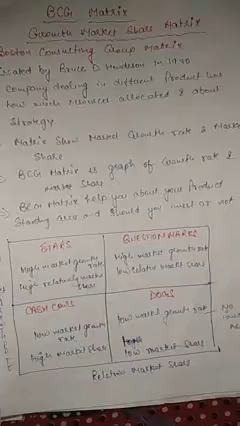 BCG Matrix
Growth Market Share Matrix
Boston Consulting Group Matrix
Created by Bruce D Henderson in 1970
Company dealing in different Product
how much resources allocated & about
Strategy
Matrix Show Market Growth rate & Market
Share
BCG Matrix is graph of Growth rate &
market Share
BCG Matrix help you about your Product
Standing area and should you invest or not
STARS
High market growth
rate
High relatively market
share
QUESTION MARKS
High market growth rate
low relative market share
CASH COWS
low market growth
rate
High market share
DOGS
low market growth rate
low market share
No
Relative Market Share